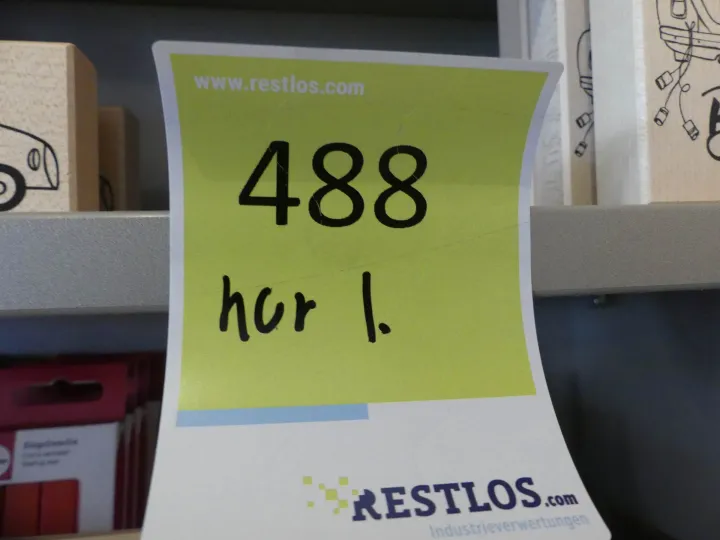 www.restlos.com
488
nur 1.
RESTLOS.com
Industrieverwertungen